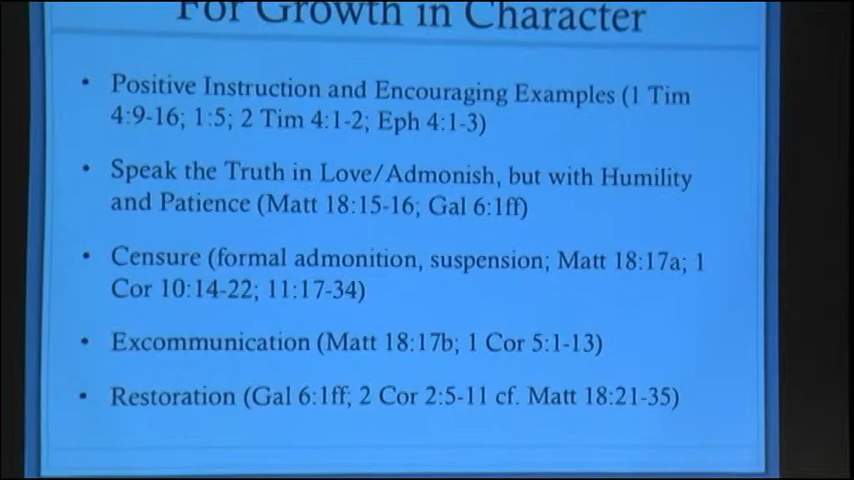 For Growth in Character
• Positive Instruction and Encouraging Examples (1 Tim
4:9-16; 1:5; 2 Tim 4:1-2; Eph 4:1-3)
• Speak the Truth in Love/Admonish, but with Humility
and Patience (Matt 18:15-16; Gal 6:1ff)
• Censure (formal admonition, suspension; Matt 18:17a; 1
Cor 10:14-22; 11:17-34)
• Excommunication (Matt 18:17b; 1 Cor 5:1-13)
• Restoration (Gal 6:1ff; 2 Cor 2:5-11 cf. Matt 18:21-35)